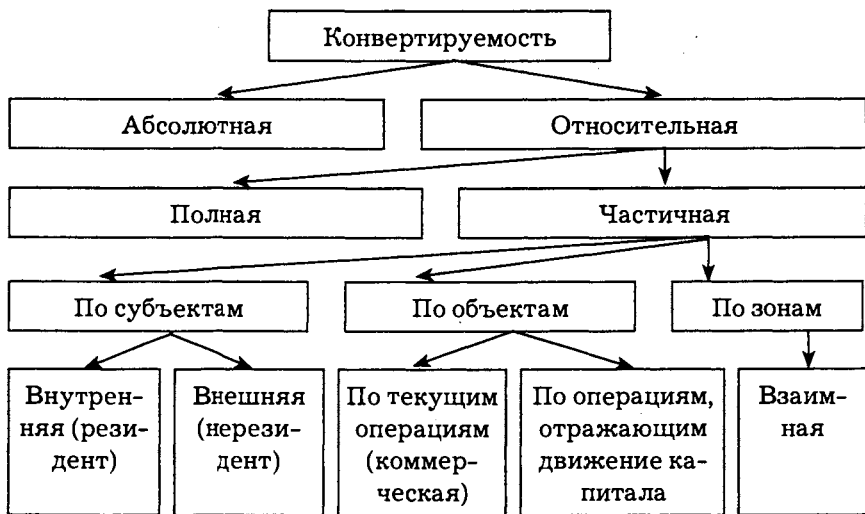 Конвертируемость
Абсолютная
Относительная
Полная
Частичная
По субъектам
По объектам
По зонам
Внутрен-
няя (рези-
дент)
Внешняя
(нерези-
дент)
По текущим
операциям
(коммер-
ческая)
По операциям,
отражающим
движение ка-
питала
Взаим-
ная